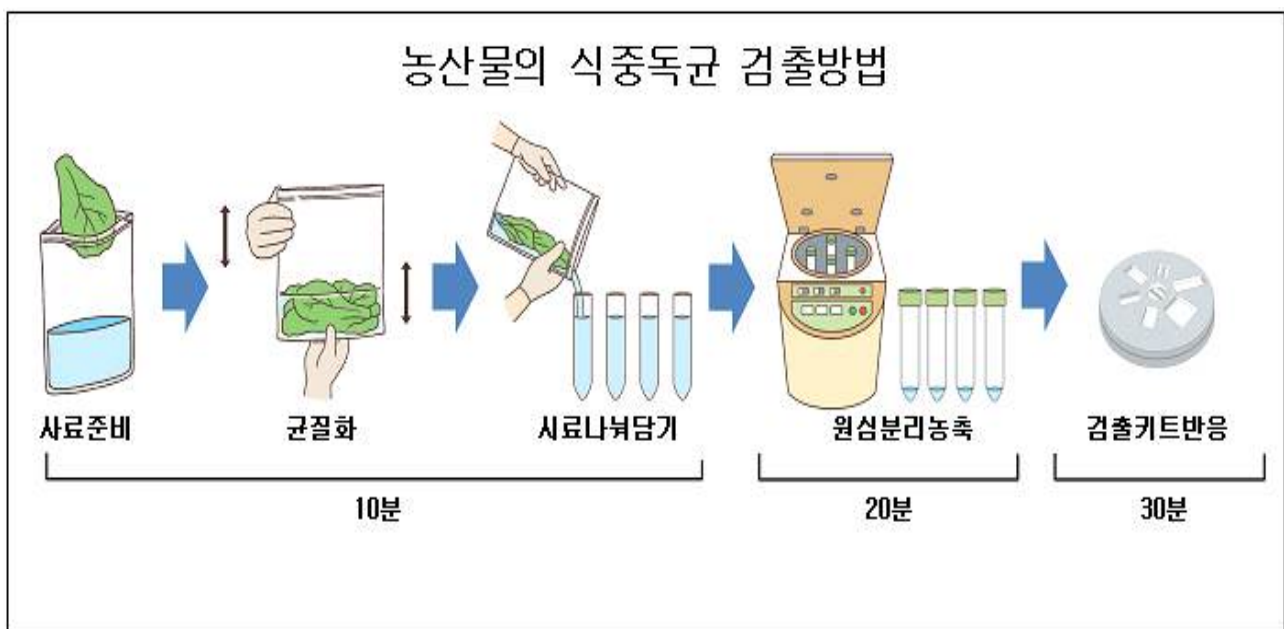 농산물의 식중독균 검출방법
사료준비
균질화
시료나눠담기
원심분리농축
검출키트반응
10분
20분
30분